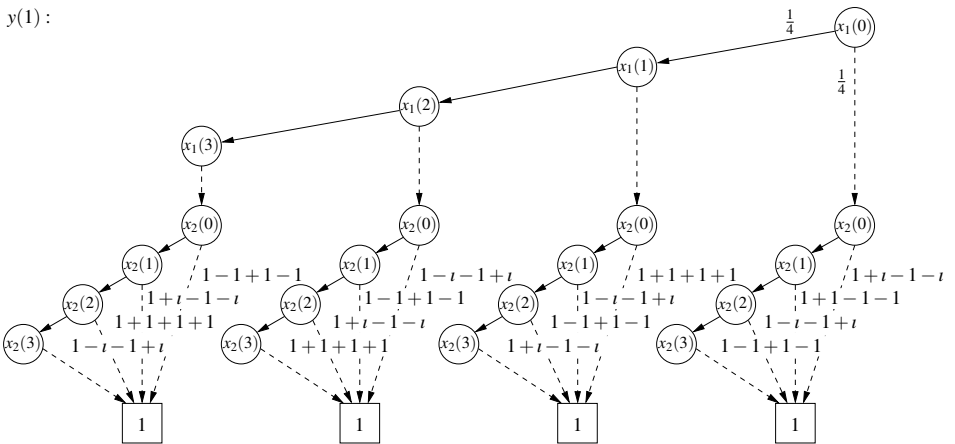 y(1) :
1/4
x₁(0)
x₁(1)
1/4
x₁(2)
x₁(3)
x₂(0) x₂(0) x₂(0) x₂(0)
x₂(1) x₂(1) x₂(1) x₂(1)
1 − 1 + 1 − 1 1 − ι − 1 + ι 1 + 1 + 1 + 1 1 + ι − 1 − ι
x₂(2) 1 + ι − 1 − ι x₂(2) 1 − 1 + 1 − 1 x₂(2) 1 − ι − 1 + ι x₂(2) 1 + 1 − 1 − 1
1 + 1 + 1 + 1 1 + ι − 1 − ι 1 − 1 + 1 − 1 1 − ι − 1 + ι
x₂(3) 1 − ι − 1 + ι x₂(3) 1 + 1 + 1 + 1 x₂(3) 1 + ι − 1 − ι x₂(3) 1 − 1 + 1 − 1
1 1 1 1